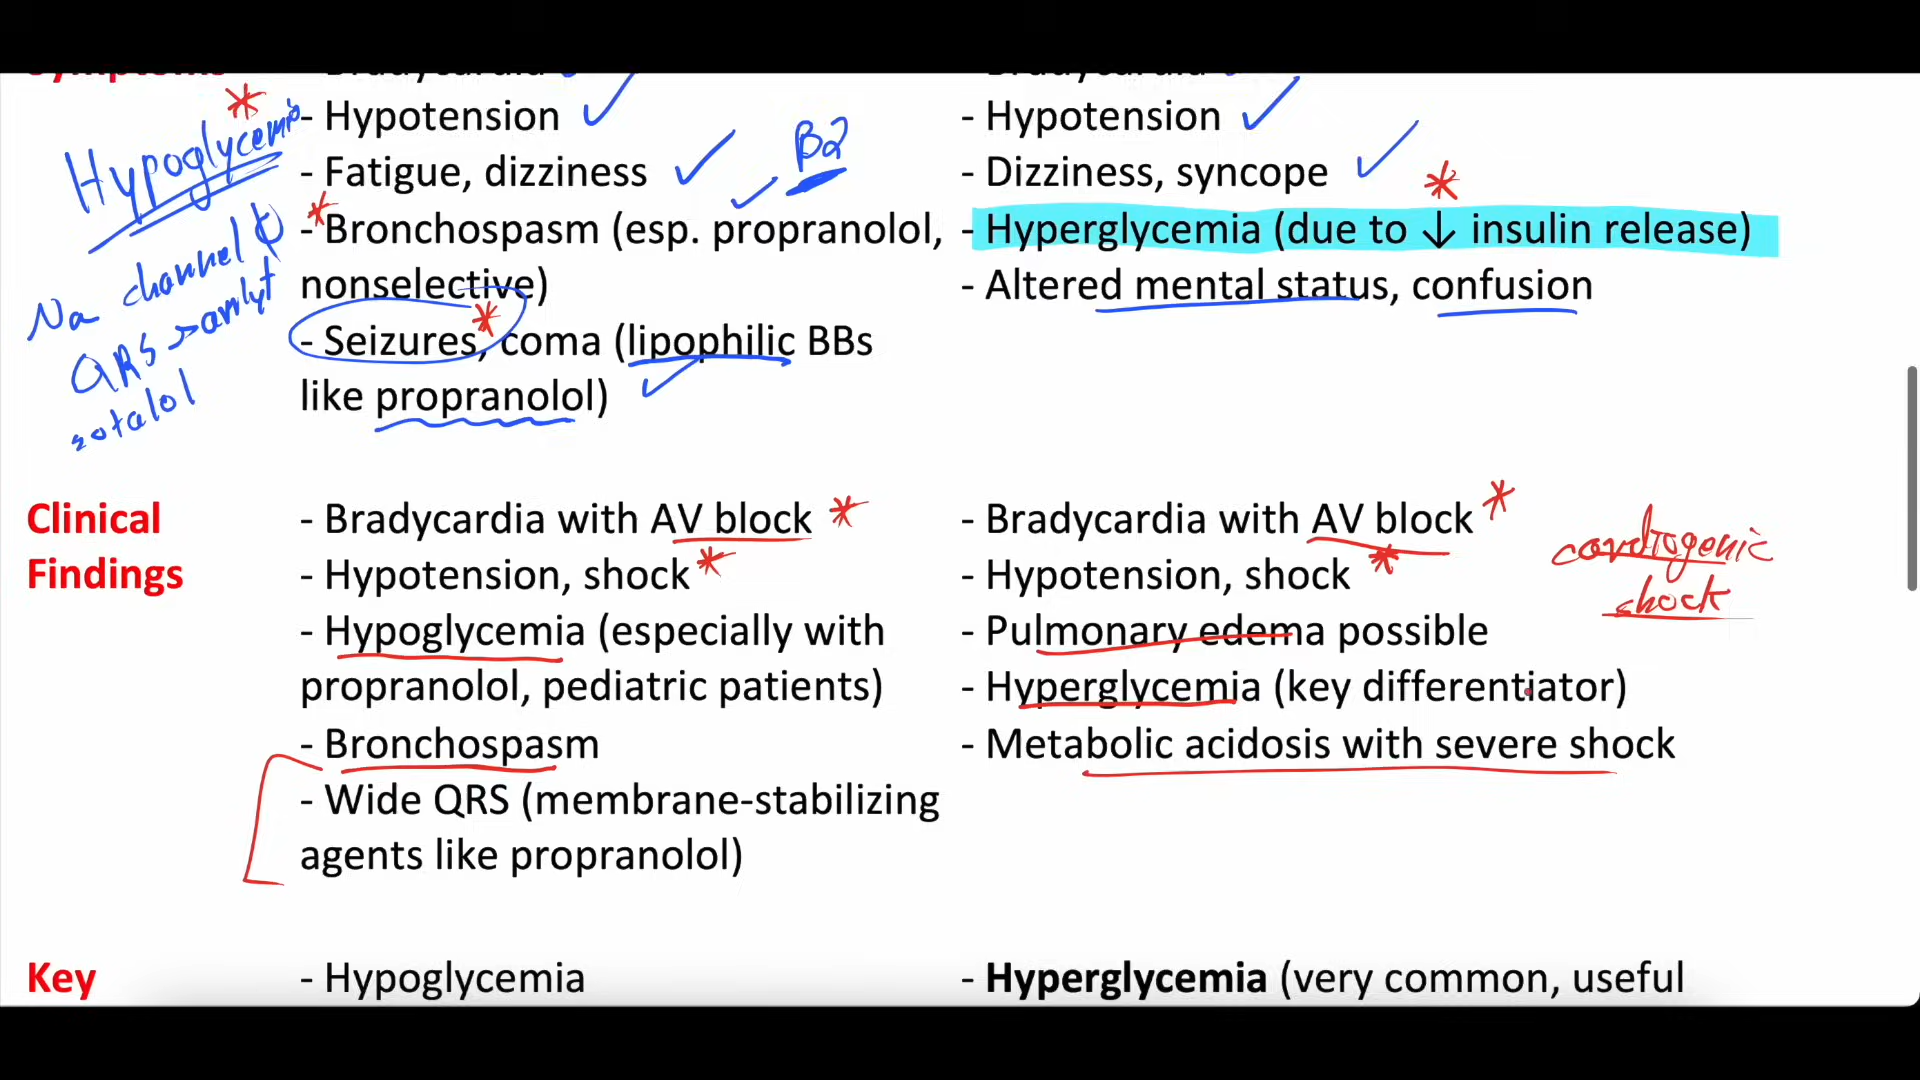 Symptoms
- Bradycardia
- Bradycardia
- Hypotension
- Hypotension
- Fatigue, dizziness
- Dizziness, syncope
- Bronchospasm (esp. propranolol,
nonselective)
- Hyperglycemia (due to ↓ insulin release)
- Altered mental status, confusion
- Seizures, coma (lipophilic BBs
like propranolol)
Hypoglycemia
Na channel
QRS >
sotalol
B2
Clinical
Findings
- Bradycardia with AV block
- Hypotension, shock
- Hypoglycemia (especially with
propranolol, pediatric patients)
- Bronchospasm
- Wide QRS (membrane-stabilizing
agents like propranolol)
- Bradycardia with AV block
- Hypotension, shock
- Pulmonary edema possible
- Hyperglycemia (key differentiator)
- Metabolic acidosis with severe shock
cardiogenic
shock
Key
- Hypoglycemia
- Hyperglycemia (very common, useful